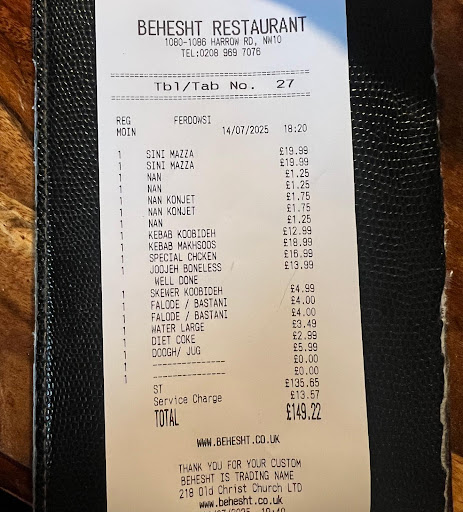 BEHESHT RESTAURANT
1080-1086 HARROW RD, NW10
TEL:0208 969 7076
Tbl/Tab No. 27
REG FERDOWSI
MOIN 14/07/2025 18:20
1 SINI MAZZA £19.99
1 SINI MAZZA £19.99
1 NAN £1.25
1 NAN £1.25
1 NAN KONJET £1.75
1 NAN KONJET £1.75
1 NAN £1.25
1 KEBAB KOOBIDEH £12.99
1 KEBAB MAKHSOOS £18.99
1 SPECIAL CHCKEN £16.99
1 JOOJEH BONELESS £13.99
WELL DONE
1 SKEWER KOOBIDEH £4.99
1 FALODE / BASTANI £4.00
1 FALODE / BASTANI £4.00
1 WATER LARGE £3.49
1 DIET COKE £2.99
1 DOOGH/ JUG £5.99
1 --------------- £0.00
1 --------------- £0.00
ST £135.65
Service Charge £13.57
TOTAL £149.22
WWW.BEHESHT.CO.UK
THANK YOU FOR YOUR CUSTOM
BEHESHT IS TRADING NAME
218 Old Christ Church LTD
www.behesht.co.uk